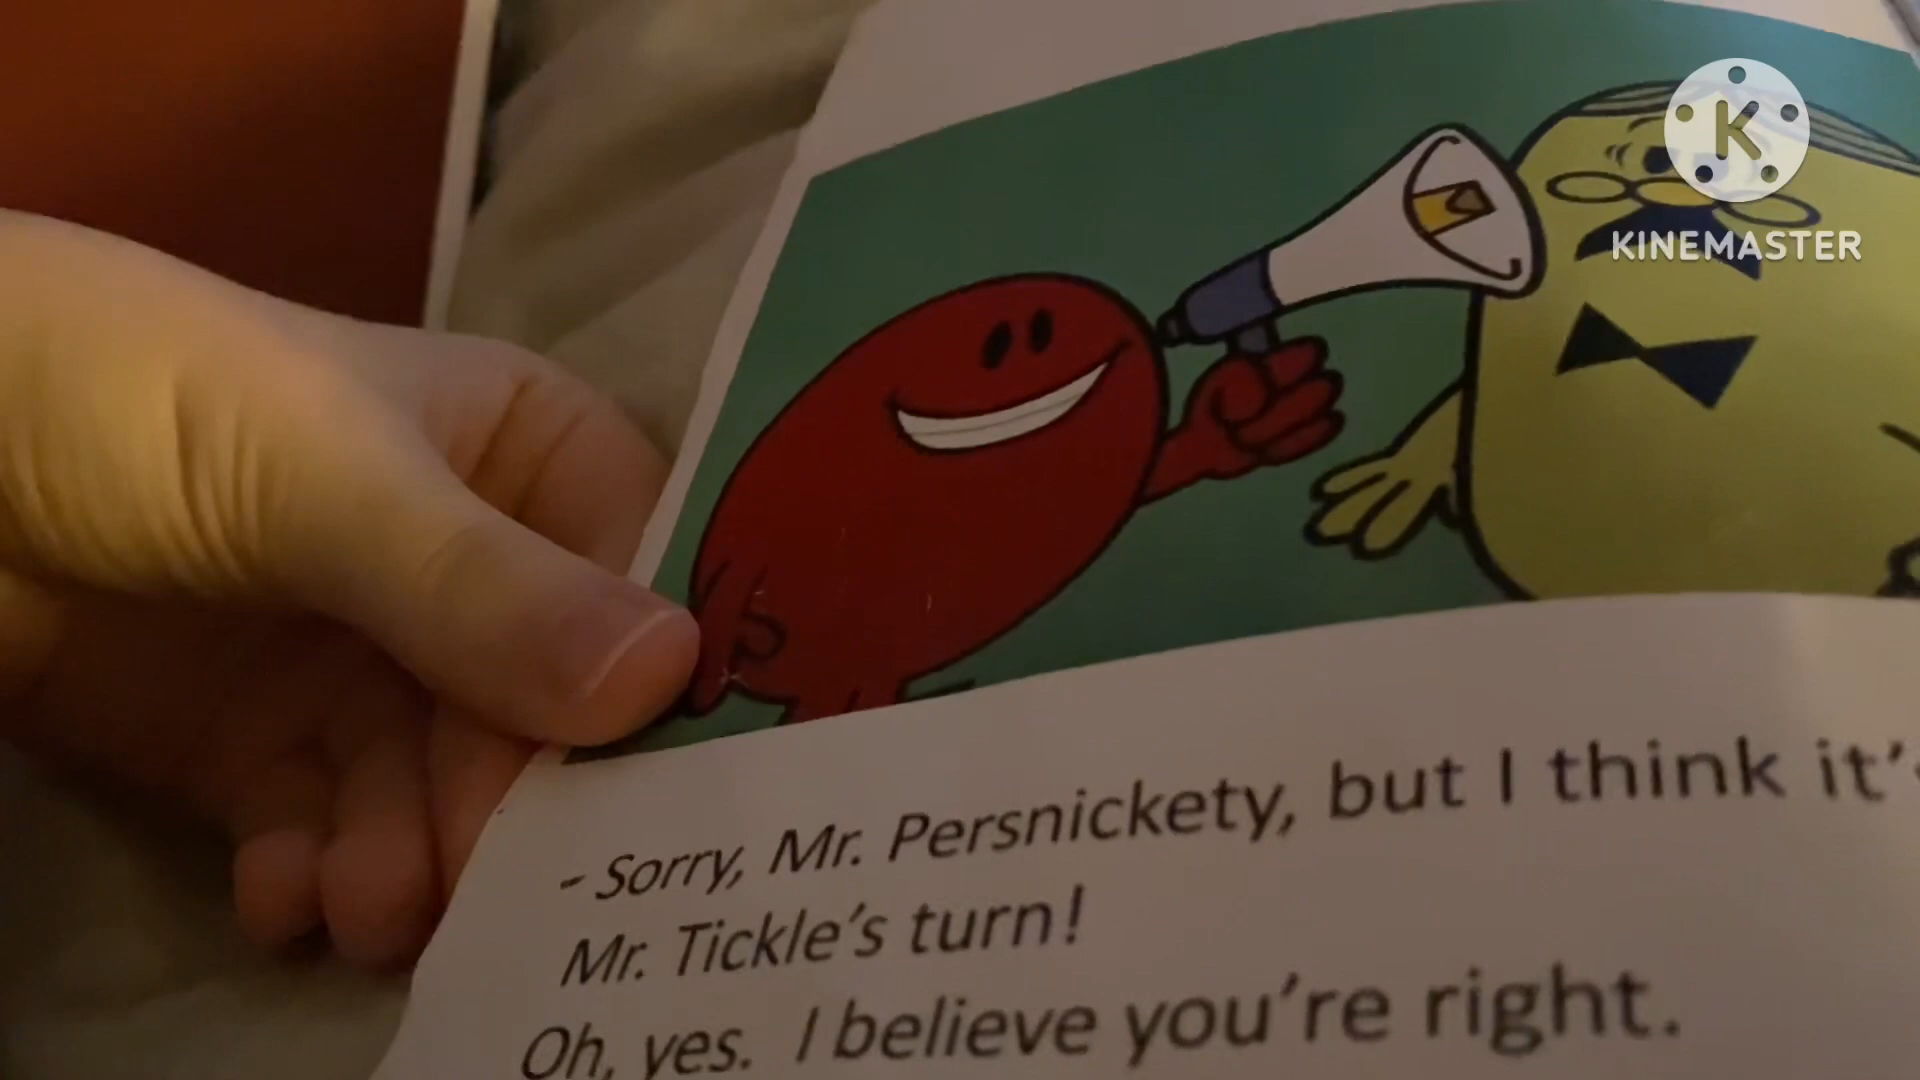 K
KINEMASTER
- Sorry, Mr. Persnickety, but I think it's
Mr. Tickle's turn!
Oh, yes. I believe you're right.